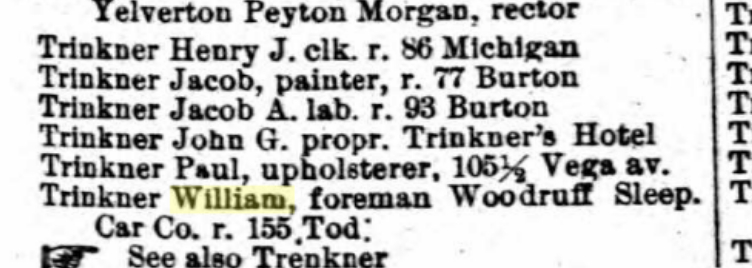 Yelverton Peyton Morgan, rector
Trinkner Henry J. clk. r. 86 Michigan
Trinkner Jacob, painter, r. 77 Burton
Trinkner Jacob A. lab. r. 93 Burton
Trinkner John G. propr. Trinkner's Hotel
Trinkner Paul, upholsterer, 105½ Vega av.
Trinkner William, foreman Woodruff Sleep.
Car Co. r. 155 Tod.
☞ See also Trenkner